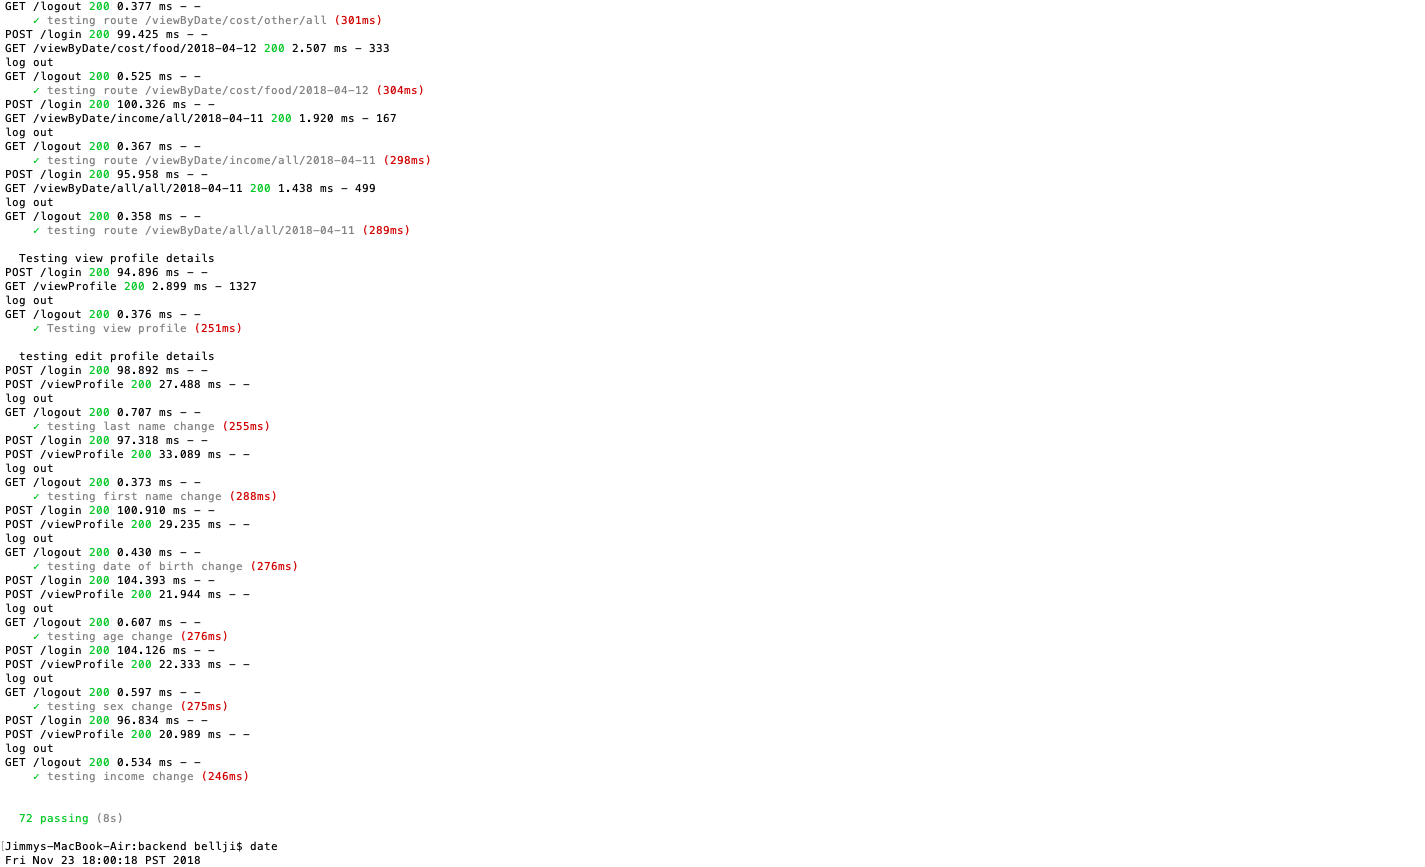 GET /logout 200 0.377 ms - -
✓ testing route /viewByDate/cost/other/all (301ms)
POST /login 200 99.425 ms - -
GET /viewByDate/cost/food/2018-04-12 200 2.507 ms - 333
log out
GET /logout 200 0.525 ms - -
✓ testing route /viewByDate/cost/food/2018-04-12 (304ms)
POST /login 200 100.326 ms - -
GET /viewByDate/income/all/2018-04-11 200 1.920 ms - 167
log out
GET /logout 200 0.367 ms - -
✓ testing route /viewByDate/income/all/2018-04-11 (298ms)
POST /login 200 95.958 ms - -
GET /viewByDate/all/all/2018-04-11 200 1.438 ms - 499
log out
GET /logout 200 0.358 ms - -
✓ testing route /viewByDate/all/all/2018-04-11 (289ms)
Testing view profile details
POST /login 200 94.896 ms - -
GET /viewProfile 200 2.899 ms - 1327
log out
GET /logout 200 0.376 ms - -
✓ Testing view profile (251ms)
testing edit profile details
POST /login 200 98.892 ms - -
POST /viewProfile 200 27.488 ms - -
log out
GET /logout 200 0.707 ms - -
✓ testing last name change (255ms)
POST /login 200 97.318 ms - -
POST /viewProfile 200 33.089 ms - -
log out
GET /logout 200 0.373 ms - -
✓ testing first name change (288ms)
POST /login 200 100.910 ms - -
POST /viewProfile 200 29.235 ms - -
log out
GET /logout 200 0.430 ms - -
✓ testing date of birth change (276ms)
POST /login 200 104.393 ms - -
POST /viewProfile 200 21.944 ms - -
log out
GET /logout 200 0.607 ms - -
✓ testing age change (276ms)
POST /login 200 104.126 ms - -
POST /viewProfile 200 22.333 ms - -
log out
GET /logout 200 0.597 ms - -
✓ testing sex change (275ms)
POST /login 200 96.834 ms - -
POST /viewProfile 200 20.989 ms - -
log out
GET /logout 200 0.534 ms - -
✓ testing income change (246ms)
72 passing (8s)
[Jimmys-MacBook-Air:backend bellji$ date
Fri Nov 23 18:00:18 PST 2018